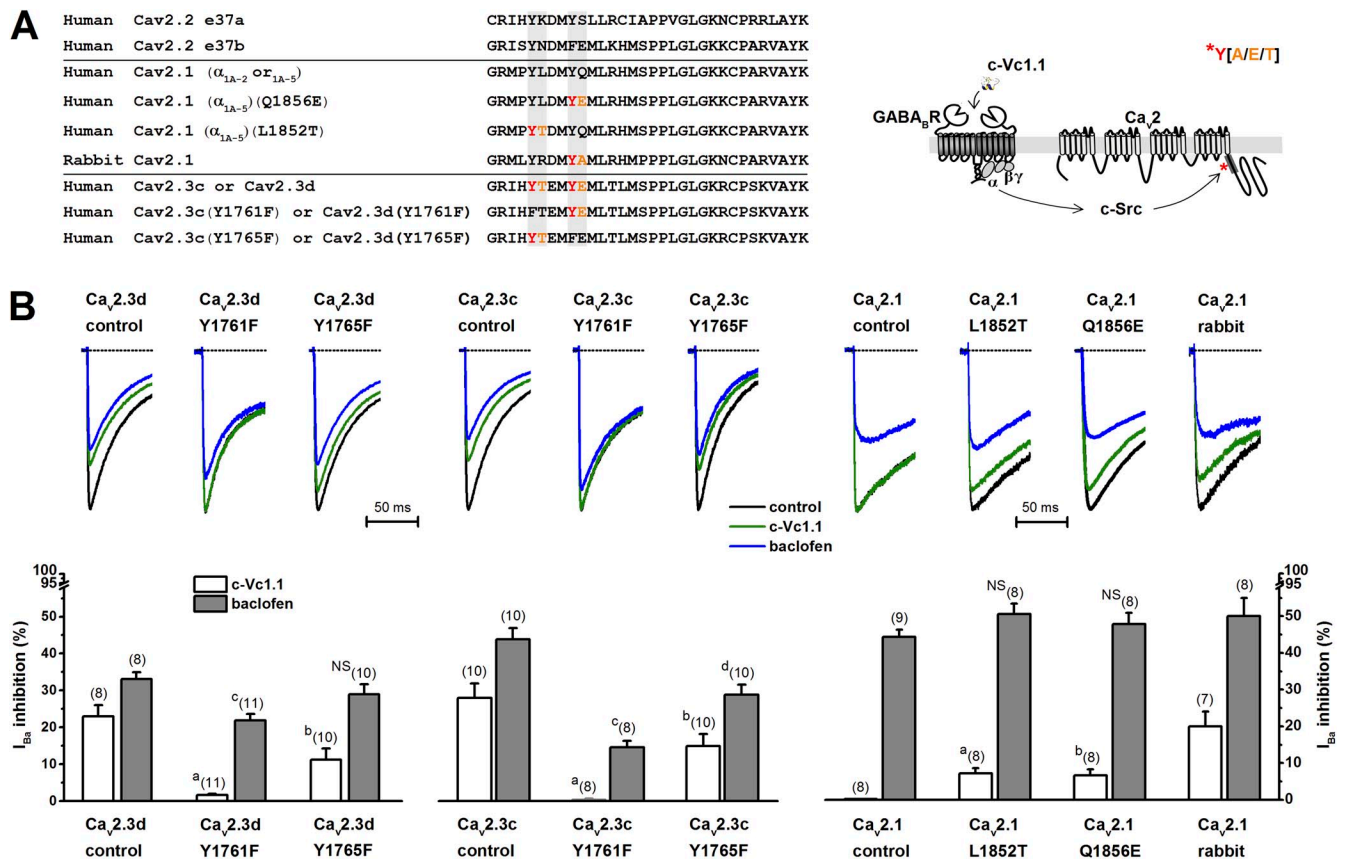 A
Human Cav2.2 e37a CRIHYKDMYSLLRCIAPPVGLGKNCPRRLAYK
Human Cav2.2 e37b GRISYNDMFEMLKHMSPPLGLGKKCPARVAYK
Human Cav2.1 (α1A-2 or 1A-5) GRMPYLDMYQMLRHMSPPLGLGKKCPARVAYK
Human Cav2.1 (α1A-5)(Q1856E) GRMPYLDMYEMLRHMSPPLGLGKKCPARVAYK
Human Cav2.1 (α1A-5)(L1852T) GRMPYTDMYQMLRHMSPPLGLGKKCPARVAYK
Rabbit Cav2.1 GRMLYRDMYAMLRHMPPPLGLGKNCPARVAYK
Human Cav2.3c or Cav2.3d GRIHYTEMYEMLTLMSPPLGLGKRCPSKVAYK
Human Cav2.3c(Y1761F) or Cav2.3d(Y1761F) GRIHFTEMYEMLTLMSPPLGLGKRCPSKVAYK
Human Cav2.3c(Y1765F) or Cav2.3d(Y1765F) GRIHYTEMFEMLTLMSPPLGLGKRCPSKVAYK
*Y[A/E/T]
c-Vc1.1
GABABR
Cav2
*
α βγ
c-Src
B
Cav2.3d control
Cav2.3d Y1761F
Cav2.3d Y1765F
Cav2.3c control
Cav2.3c Y1761F
Cav2.3c Y1765F
Cav2.1 control
Cav2.1 L1852T
Cav2.1 Q1856E
Cav2.1 rabbit
50 ms
control
c-Vc1.1
baclofen
50 ms
IBa inhibition (%)
100
95
50
40
30
20
10
0
c-Vc1.1
baclofen
(8) (8) a(11) c(11) b(10) NS(10)
(10) (10) a(8) c(8) b(10) d(10)
(8) (9) a(8) NS(8) b(8) NS(8) (7) (8)
100
95
50
40
30
20
10
0
IBa inhibition (%)
Cav2.3d control
Cav2.3d Y1761F
Cav2.3d Y1765F
Cav2.3c control
Cav2.3c Y1761F
Cav2.3c Y1765F
Cav2.1 control
Cav2.1 L1852T
Cav2.1 Q1856E
Cav2.1 rabbit